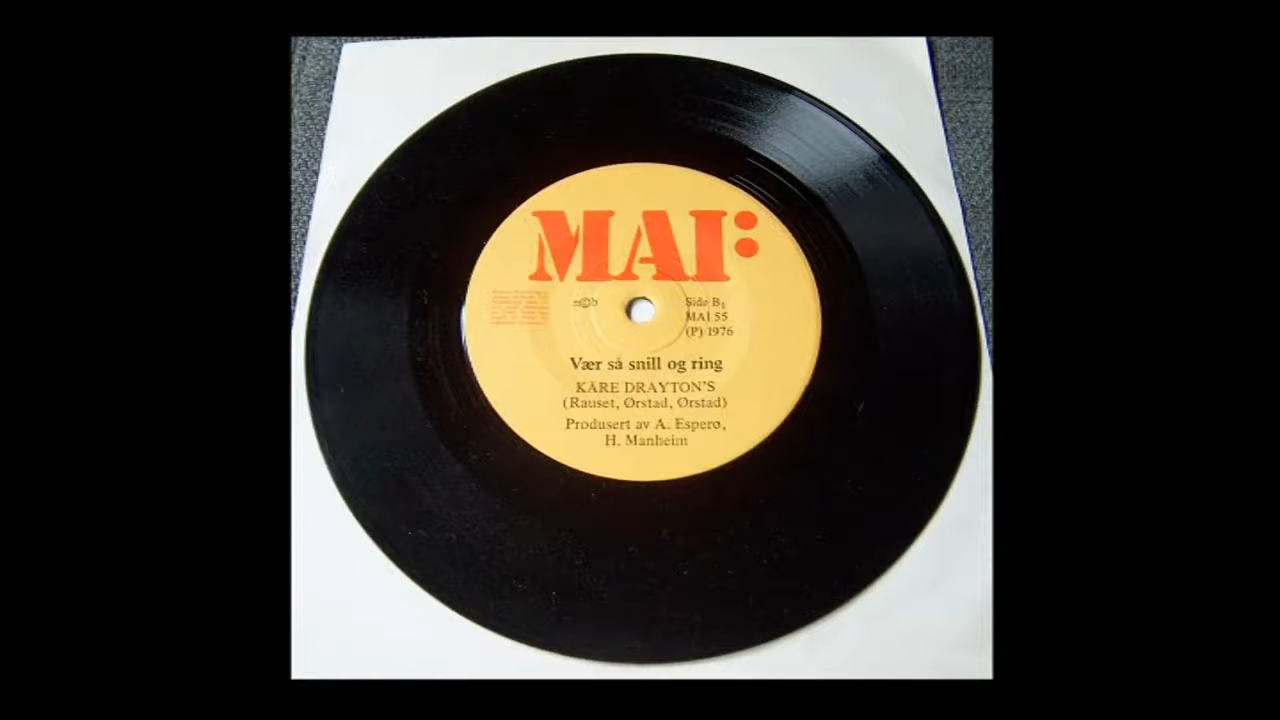 MAI:
n©b
Side B₁
MAI 55
(P) 1976
Vær så snill og ring
KÅRE DRAYTON'S
(Rauset, Ørstad, Ørstad)
Produsert av A. Esperø,
H. Manheim